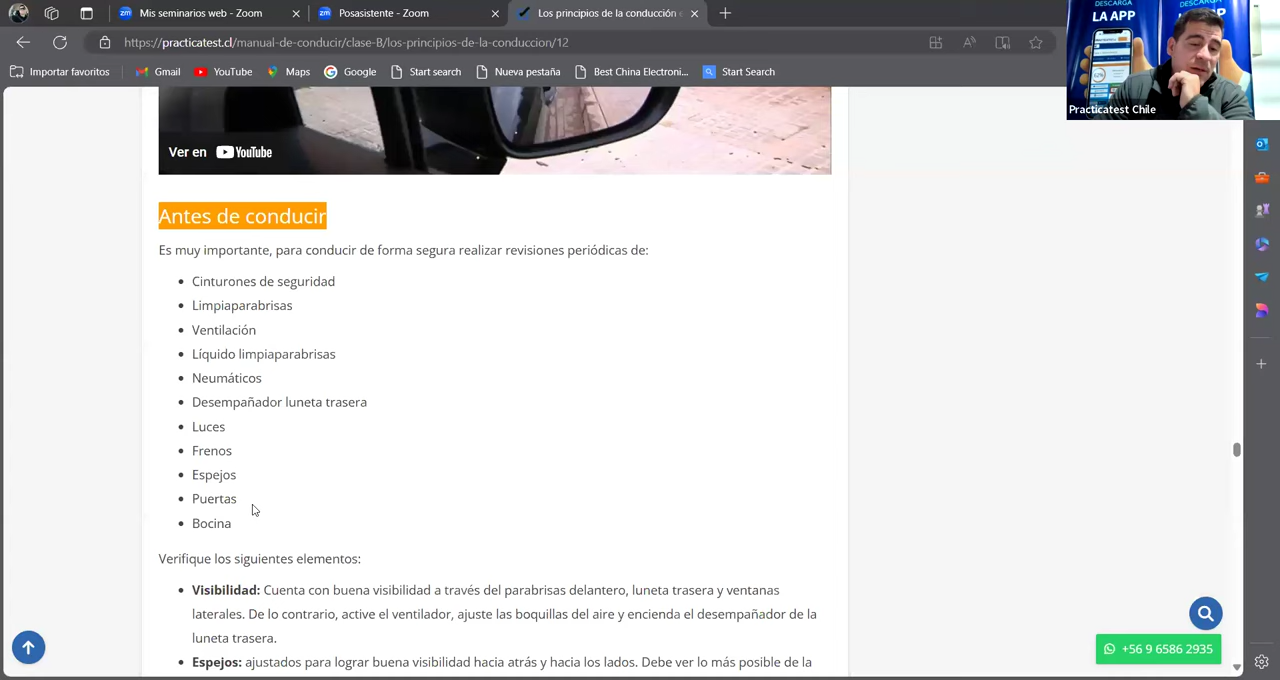 Mis seminarios web - Zoom
Posasistente - Zoom
Los principios de la conducción
https://practicatest.cl/manual-de-conducir/clase-B/los-principios-de-la-conduccion/12
Importar favoritos
Gmail
YouTube
Maps
Google
Start search
Nueva pestaña
Best China Electroni...
Start Search
DESCARGA
LA APP
DESCARGA
Practicatest Chile
Ver en YouTube
Antes de conducir
Es muy importante, para conducir de forma segura realizar revisiones periódicas de:
Cinturones de seguridad
Limpiaparabrisas
Ventilación
Líquido limpiaparabrisas
Neumáticos
Desempañador luneta trasera
Luces
Frenos
Espejos
Puertas
Bocina
Verifique los siguientes elementos:
Visibilidad: Cuenta con buena visibilidad a través del parabrisas delantero, luneta trasera y ventanas
laterales. De lo contrario, active el ventilador, ajuste las boquillas del aire y encienda el desempañador de la
luneta trasera.
Espejos: ajustados para lograr buena visibilidad hacia atrás y hacia los lados. Debe ver lo más posible de la
+56 9 6586 2935